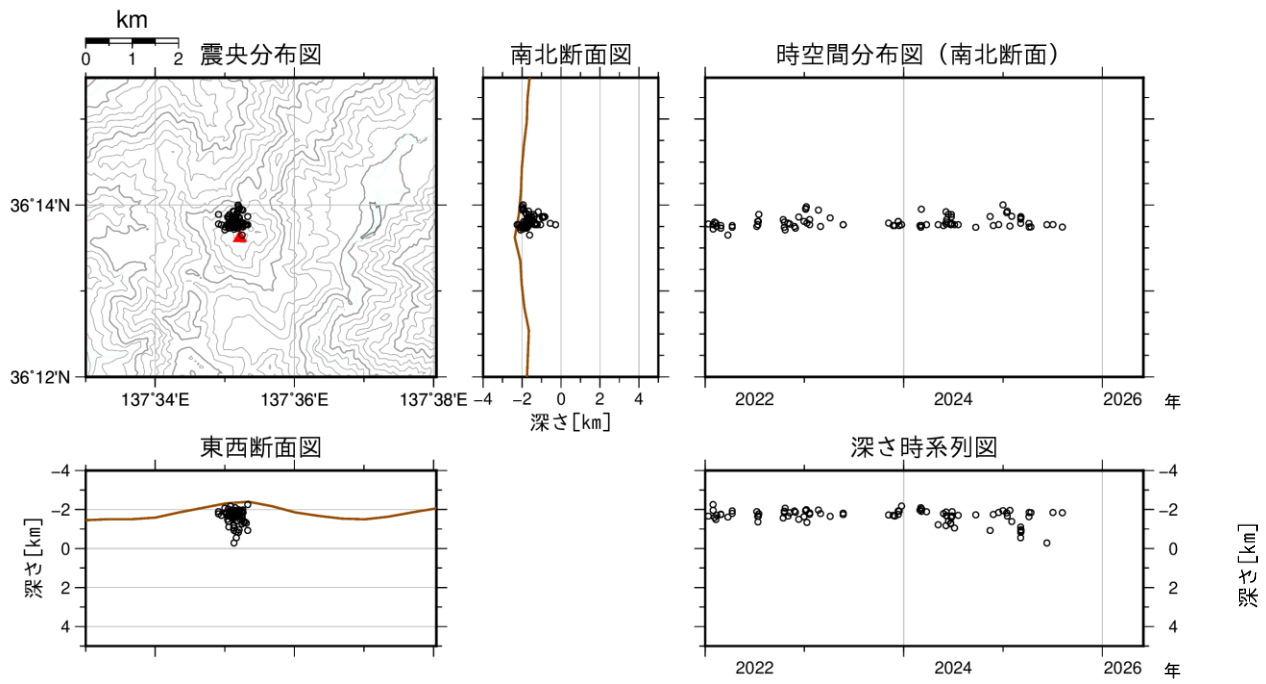 km
0 1 2
震央分布図
南北断面図
時空間分布図（南北断面）
36°14'N
36°12'N
137°34'E 137°36'E 137°38'E
-4 -2 0 2 4
深さ[km]
2022 2024 2026 年
東西断面図
深さ時系列図
-4
-2
0
2
4
深さ[km]
-4
-2
0
2
4
深さ[km]
2022 2024 2026 年